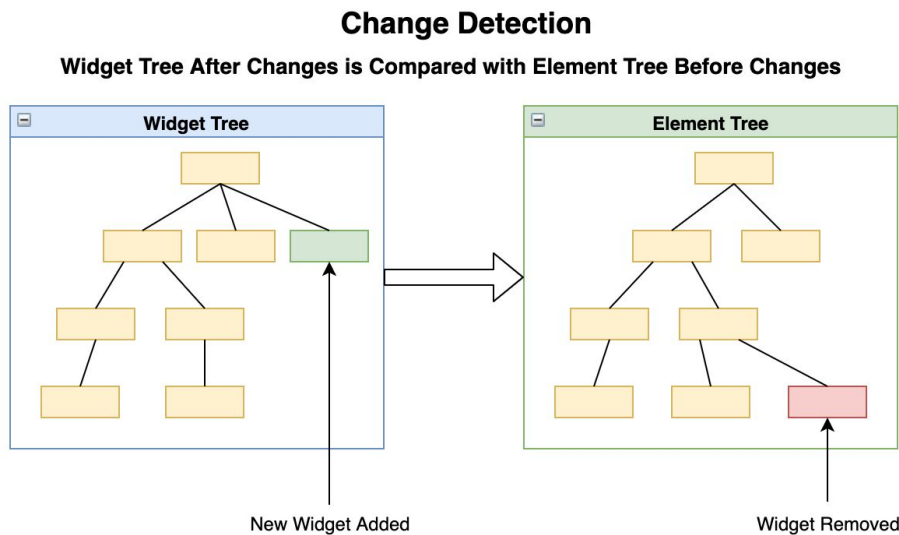 Change Detection
Widget Tree After Changes is Compared with Element Tree Before Changes
Widget Tree
Element Tree
New Widget Added
Widget Removed